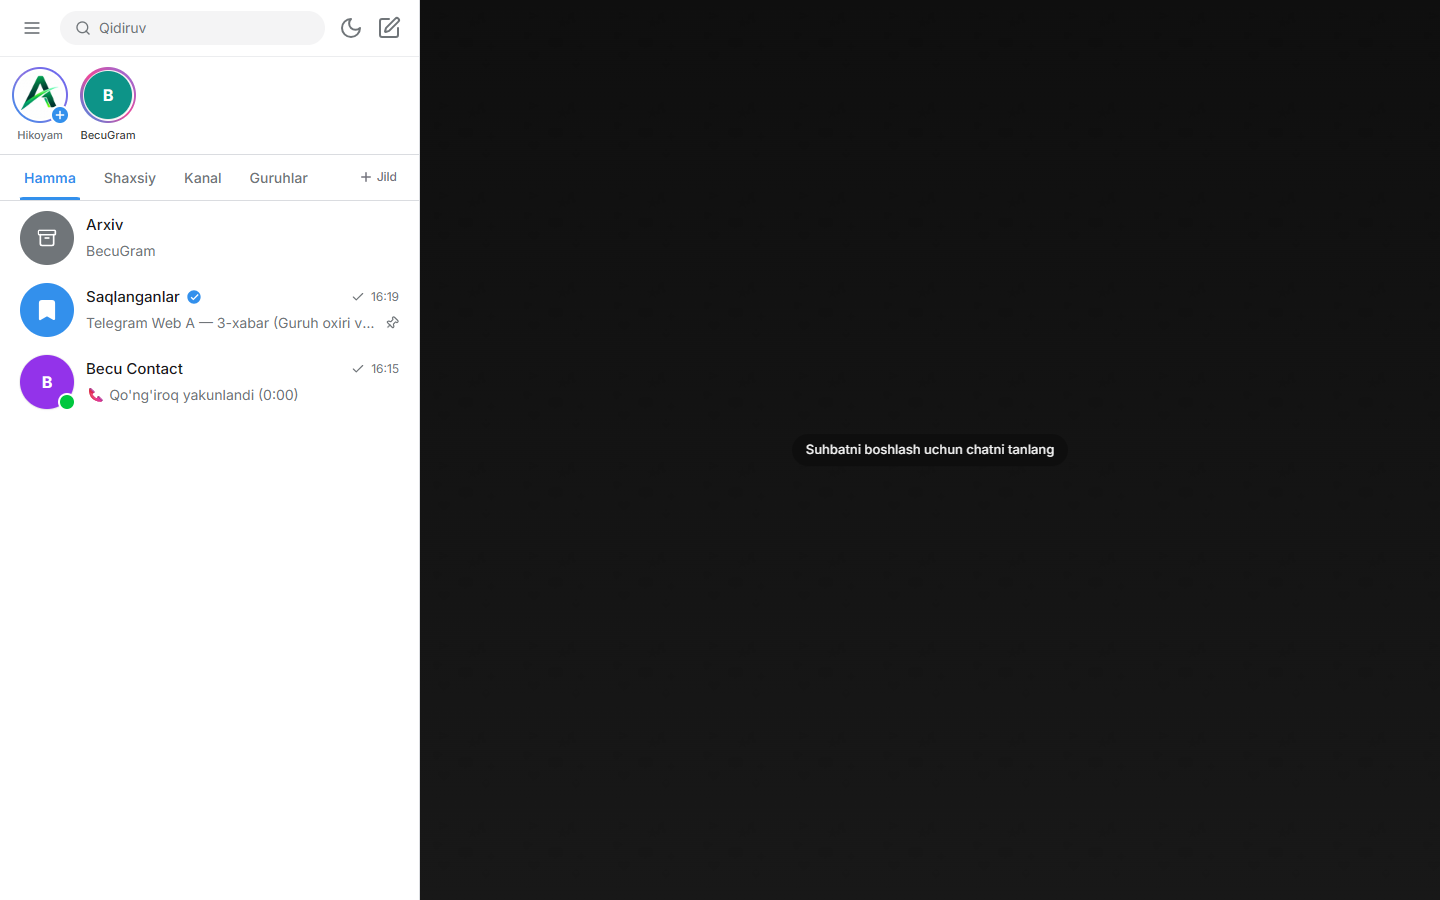 Qidiruv
B
Hikoyam
BecuGram
Hamma
Shaxsiy
Kanal
Guruhlar
+ Jild
Arxiv
BecuGram
Saqlanganlar
16:19
Telegram Web A — 3-xabar (Guruh oxiri v...
B
Becu Contact
16:15
Qo'ng'iroq yakunlandi (0:00)
Suhbatni boshlash uchun chatni tanlang